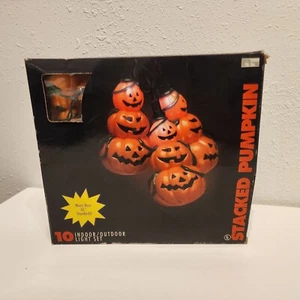 STACKED PUMPKIN
10 INDOOR/OUTDOOR
LIGHT SET